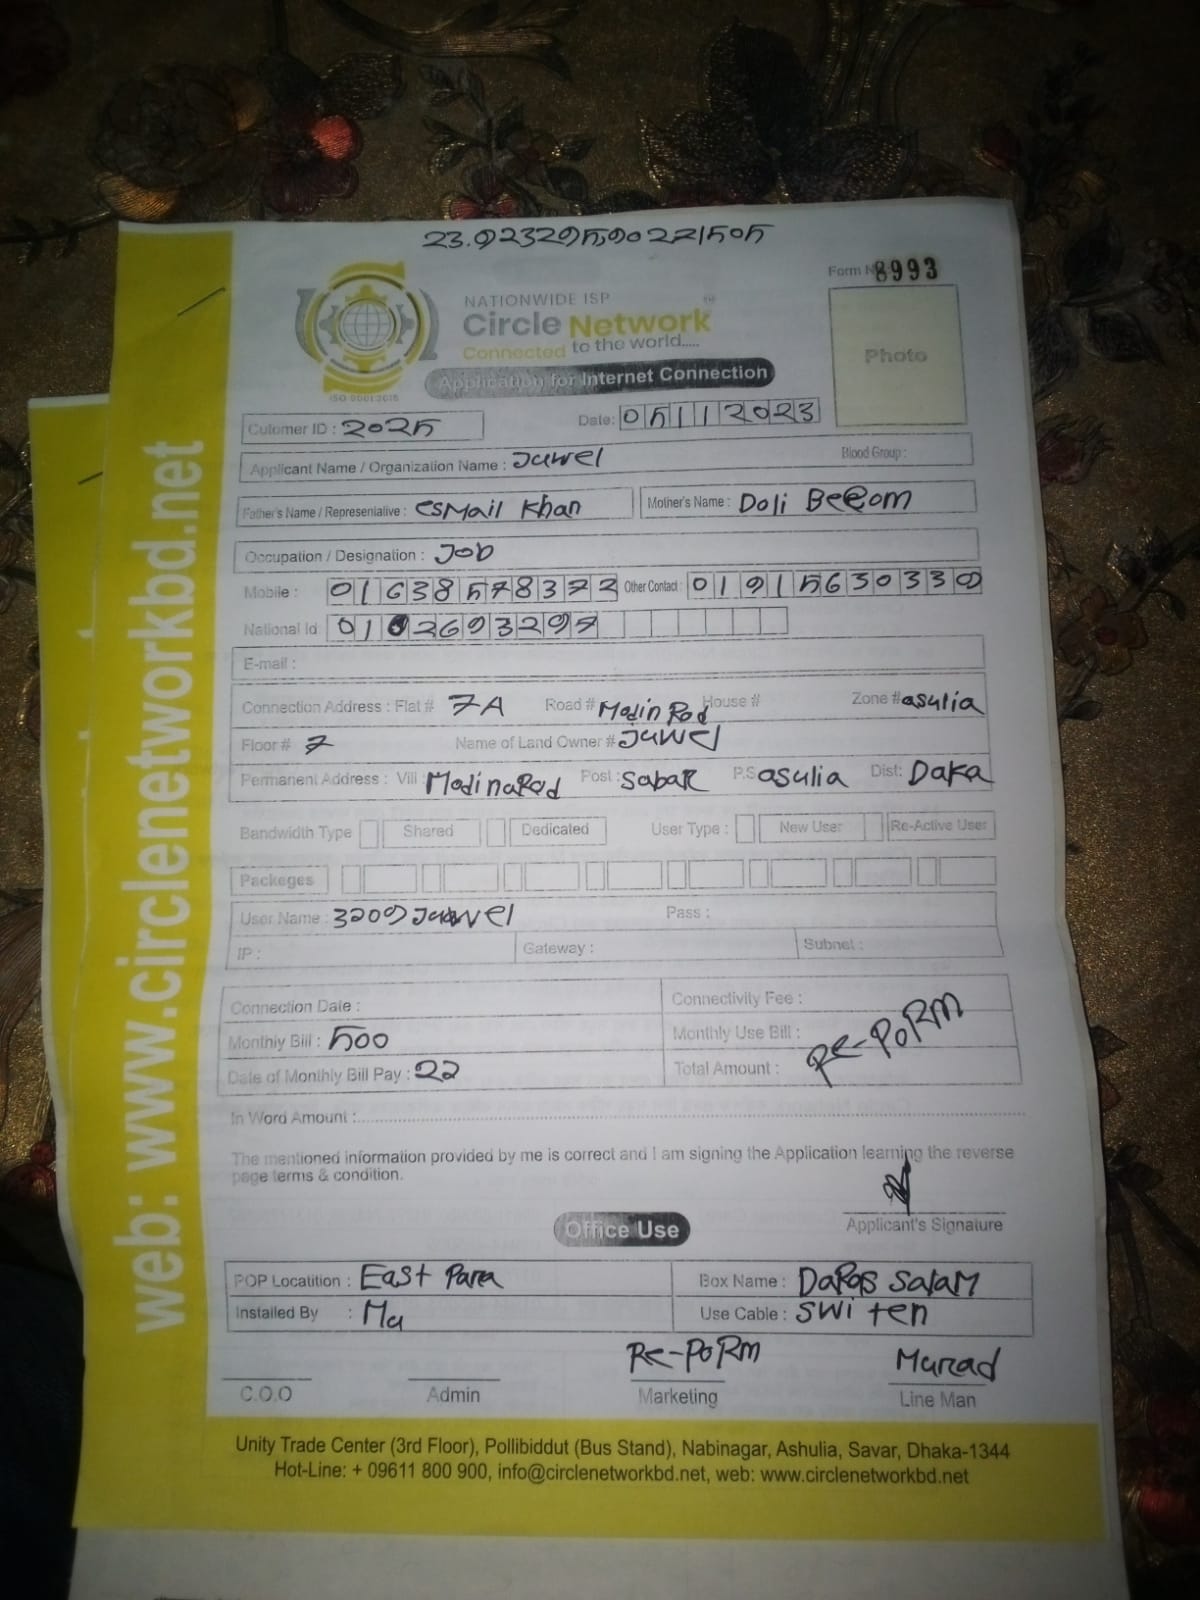 Form N 8993
NATIONWIDE ISP
Circle Network
Connected to the world.....
ISO 9001:2015
Application for Internet Connection
Photo
Cutomer ID : 2025
Date: 05112023
Applicant Name / Organization Name : Juwel
Blood Group :
Father's Name / Representative : esmail Khan
Mother's Name : Doli Begom
Occupation / Designation : Job
Mobile : 01638578372
Other Contact : 01915630330
National Id
E-mail :
Connection Address : Flat # 7A Road # Modin Rod House # Zone # asulia
Floor # 7 Name of Land Owner # Juwel
Permanent Address : Vill : ModinaRod Post : sabar P.S asulia Dist: Daka
Bandwidth Type Shared Dedicated User Type : New User Re-Active User
Packeges
User Name : Pass :
IP : Gateway : Subnet :
Connection Date :
Connectivity Fee :
Monthly Bill : 500
Monthly Use Bill :
Re-PoRm
Date of Monthly Bill Pay : 22
Total Amount :
In Word Amount :
The mentioned information provided by me is correct and I am signing the Application learning the reverse
page terms & condition.
Applicant's Signature
Office Use
POP Locatition : East Para
Box Name : Daros Salam
Installed By : Mu
Use Cable : Swi ten
Re-PoRm
Murad
C.O.O
Admin
Marketing
Line Man
Unity Trade Center (3rd Floor), Pollibiddut (Bus Stand), Nabinagar, Ashulia, Savar, Dhaka-1344
Hot-Line: + 09611 800 900, info@circlenetworkbd.net, web: www.circlenetworkbd.net
web: www.circlenetworkbd.net